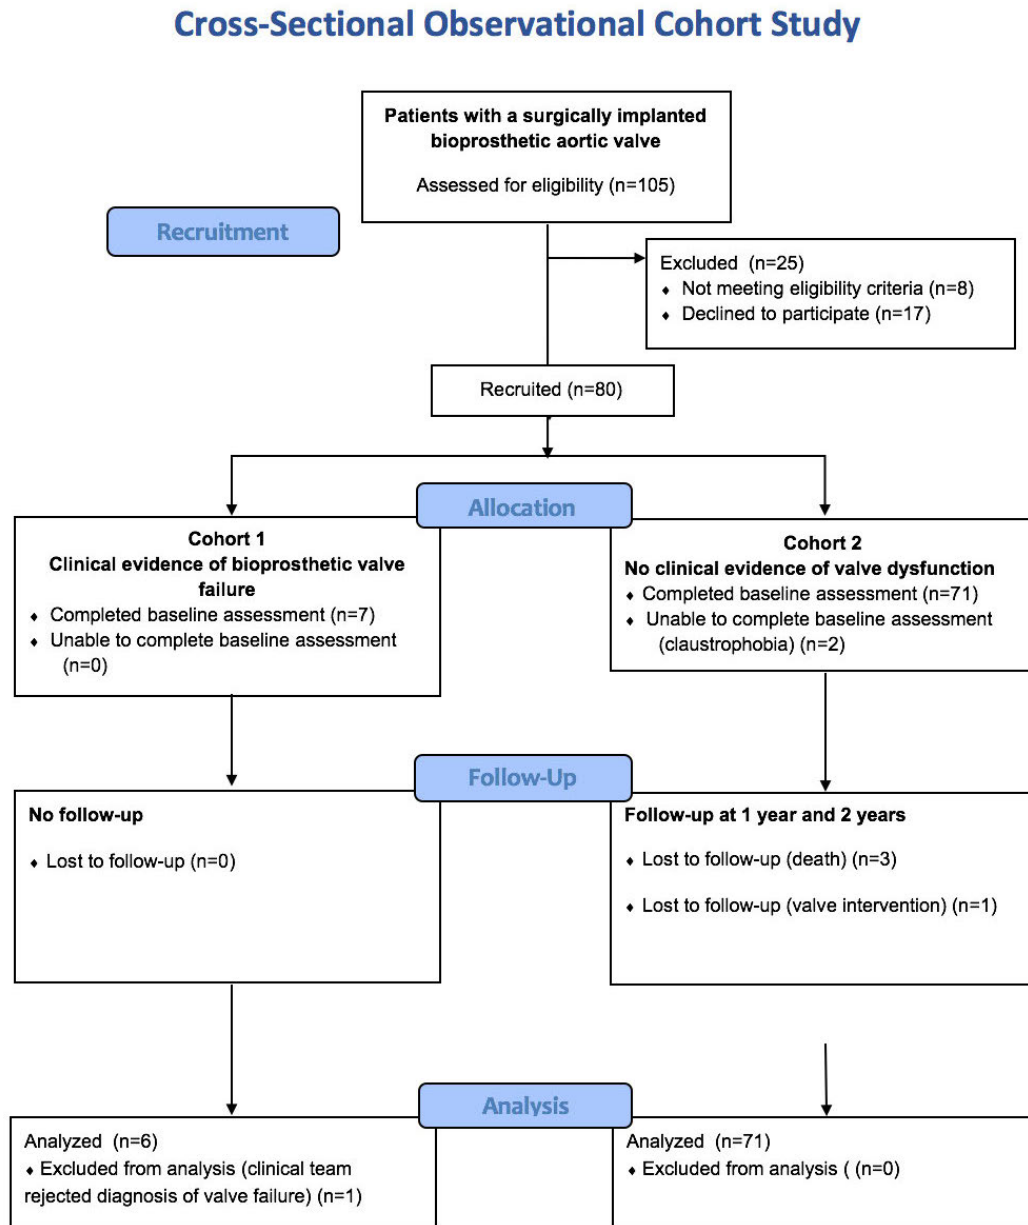 Cross-Sectional Observational Cohort Study
Patients with a surgically implanted
bioprosthetic aortic valve
Assessed for eligibility (n=105)
Recruitment
Excluded  (n=25)
♦ Not meeting eligibility criteria (n=8)
♦ Declined to participate (n=17)
Recruited (n=80)
Allocation
Cohort 1
Clinical evidence of bioprosthetic valve
failure
♦ Completed baseline assessment (n=7)
♦ Unable to complete baseline assessment
(n=0)
Cohort 2
No clinical evidence of valve dysfunction
♦ Completed baseline assessment (n=71)
♦ Unable to complete baseline assessment
(claustrophobia) (n=2)
Follow-Up
No follow-up
♦ Lost to follow-up (n=0)
Follow-up at 1 year and 2 years
♦ Lost to follow-up (death) (n=3)
♦ Lost to follow-up (valve intervention) (n=1)
Analysis
Analyzed  (n=6)
♦ Excluded from analysis (clinical team
rejected diagnosis of valve failure) (n=1)
Analyzed  (n=71)
♦ Excluded from analysis ( (n=0)